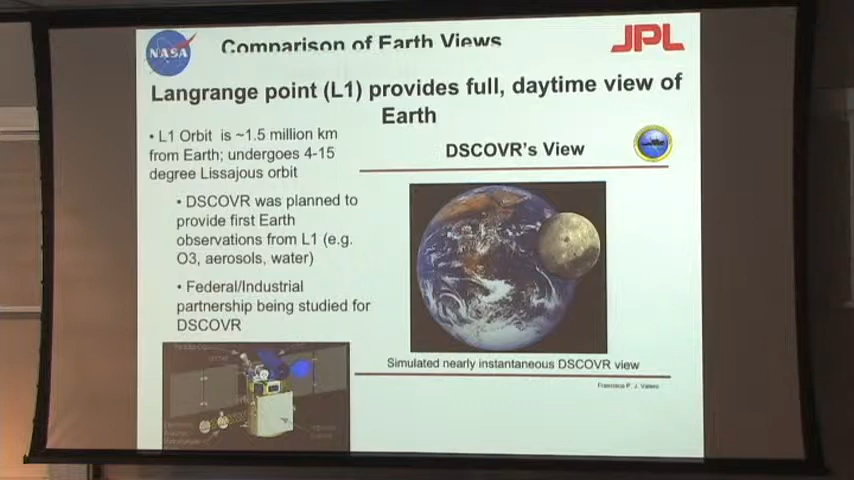 NASA
Comparison of Earth Views
JPL
Langrange point (L1) provides full, daytime view of
Earth
• L1 Orbit is ~1.5 million km
from Earth; undergoes 4-15
degree Lissajous orbit
• DSCOVR was planned to
provide first Earth
observations from L1 (e.g.
O3, aerosols, water)
• Federal/Industrial
partnership being studied for
DSCOVR
DSCOVR's View
Simulated nearly instantaneous DSCOVR view
Francisco P. J. Valero